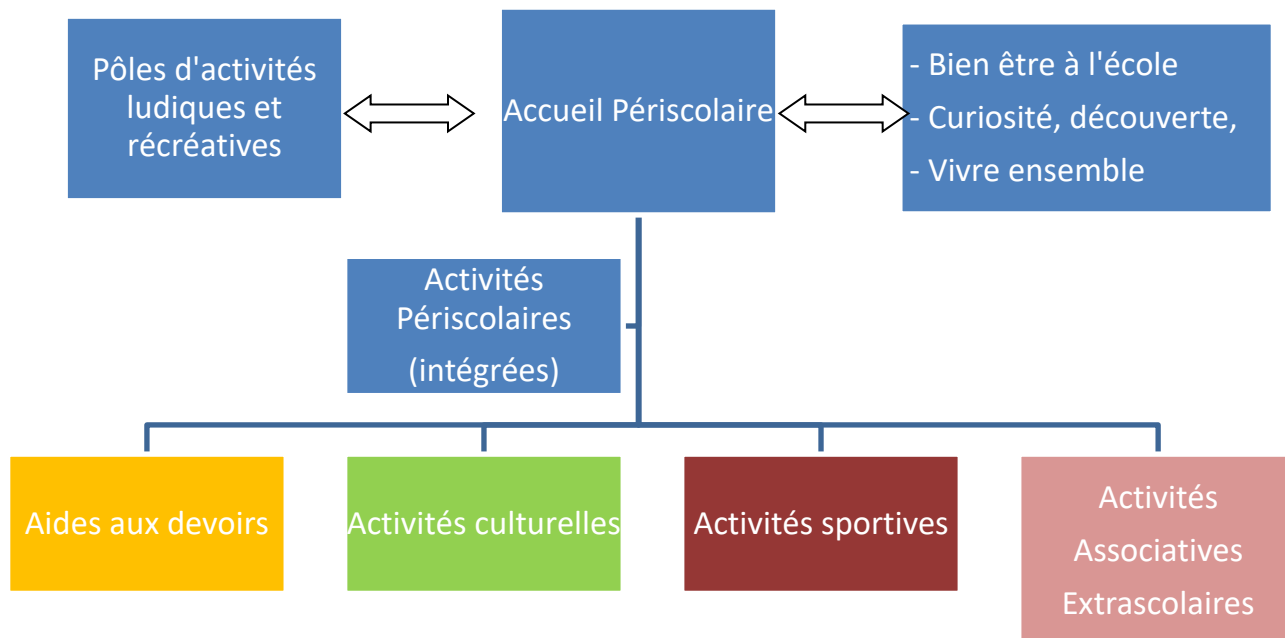 Pôles d'activités
ludiques et
récréatives
Accueil Périscolaire
- Bien être à l'école
- Curiosité, découverte,
- Vivre ensemble
Activités
Périscolaires
(intégrées)
Aides aux devoirs
Activités culturelles
Activités sportives
Activités
Associatives
Extrascolaires